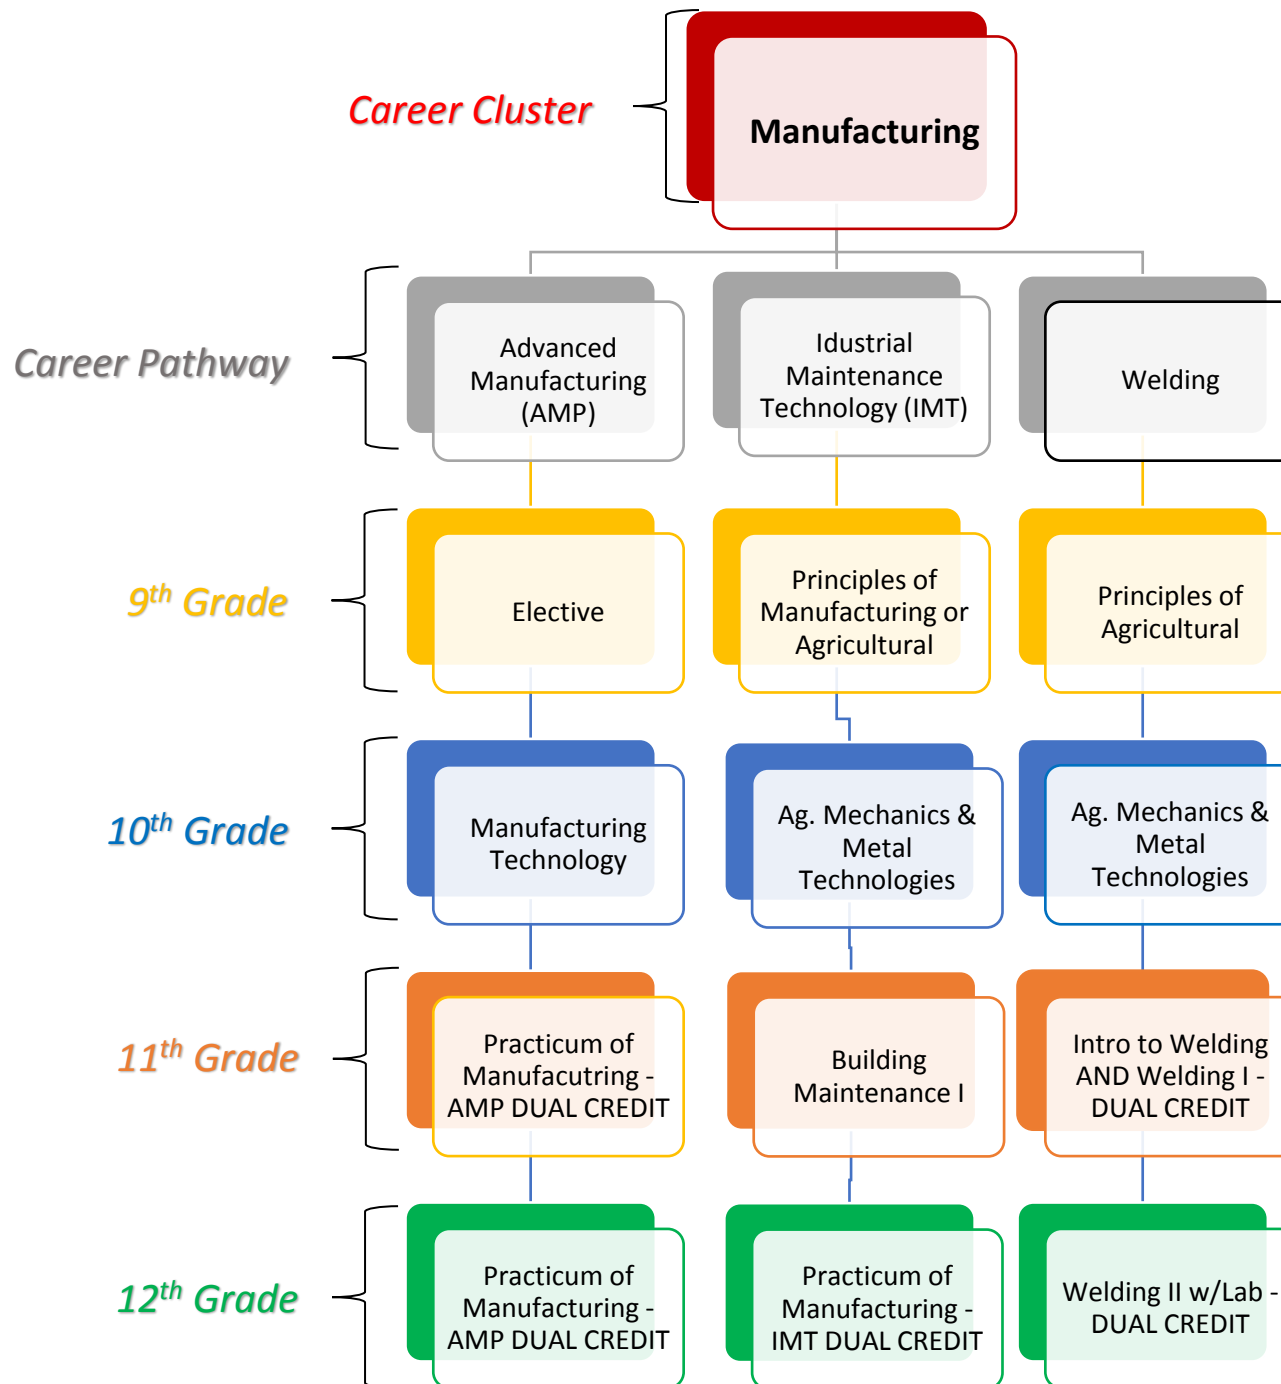 Career Cluster
Manufacturing
Career Pathway
Advanced
Manufacturing
(AMP)
Idustrial
Maintenance
Technology (IMT)
Welding
9th Grade
Elective
Principles of
Manufacturing or
Agricultural
Principles of
Agricultural
10th Grade
Manufacturing
Technology
Ag. Mechanics &
Metal
Technologies
Ag. Mechanics &
Metal
Technologies
11th Grade
Practicum of
Manufacutring -
AMP DUAL CREDIT
Building
Maintenance I
Intro to Welding
AND Welding I -
DUAL CREDIT
12th Grade
Practicum of
Manufacturing -
AMP DUAL CREDIT
Practicum of
Manufacturing -
IMT DUAL CREDIT
Welding II w/Lab -
DUAL CREDIT